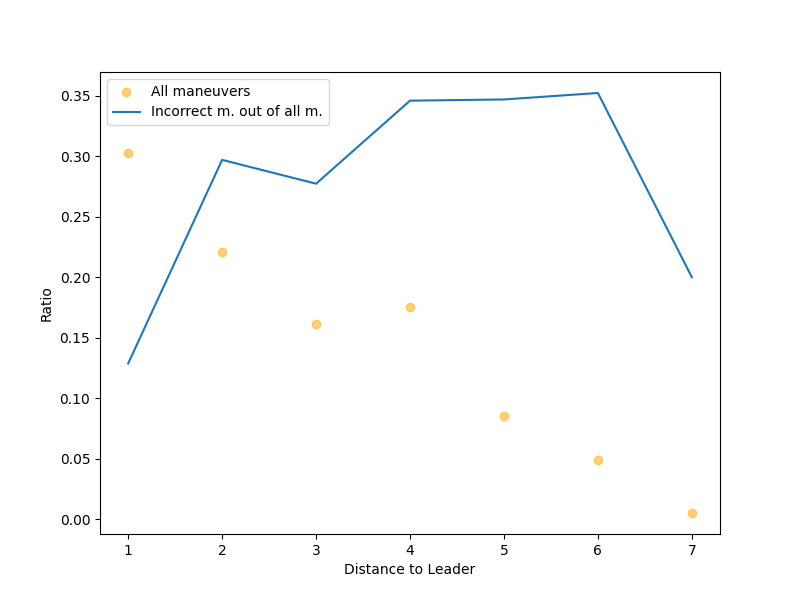 All maneuvers
Incorrect m. out of all m.
0.35
0.30
0.25
0.20
0.15
0.10
0.05
0.00
Ratio
1 2 3 4 5 6 7
Distance to Leader